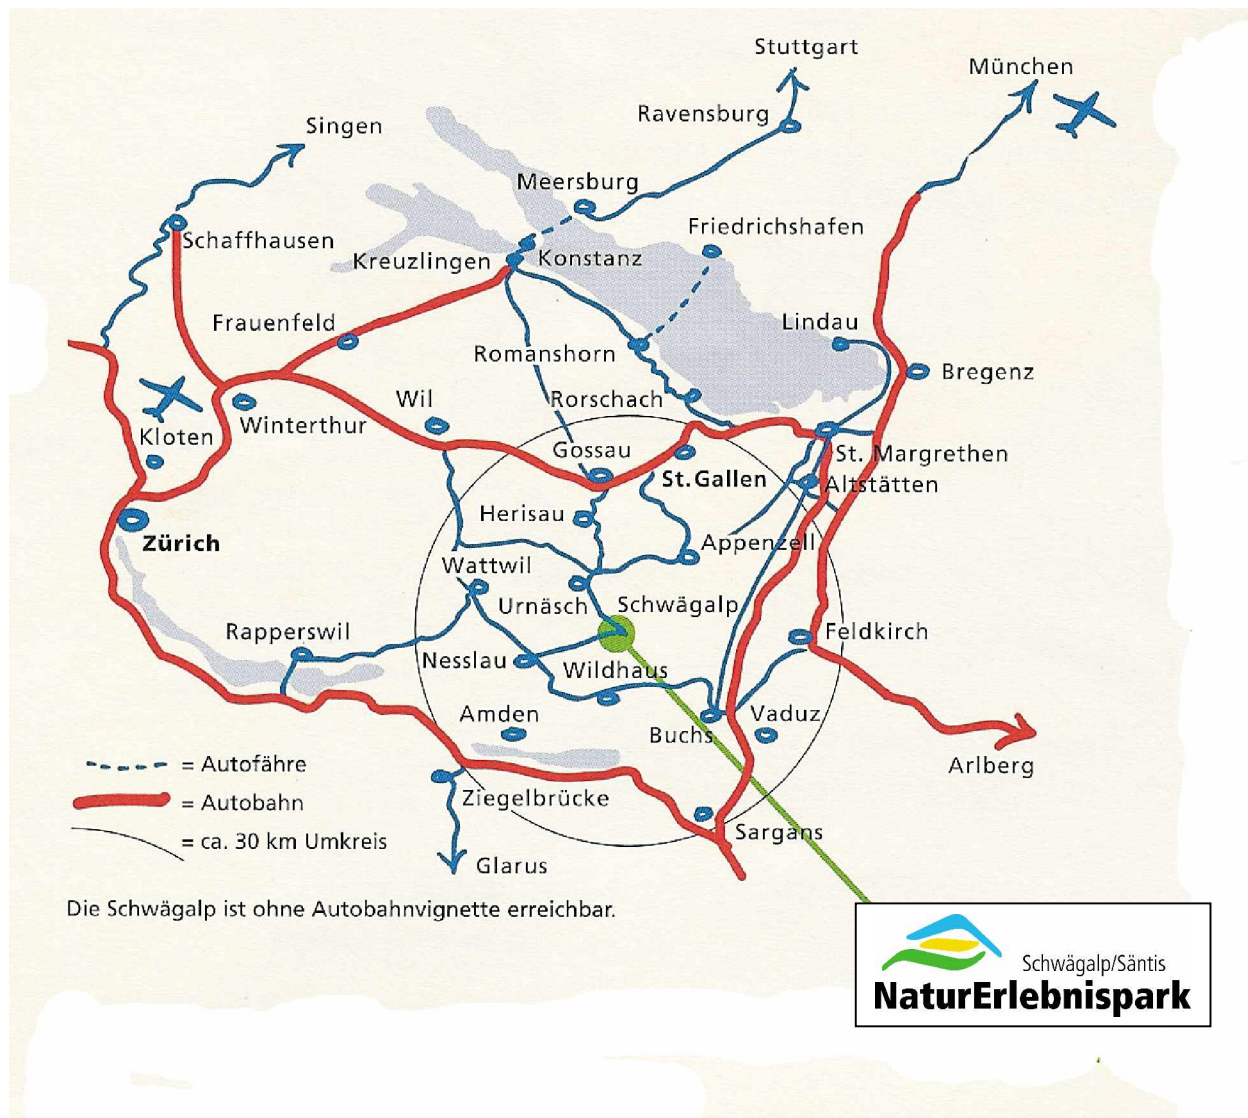 Stuttgart
München
Ravensburg
Singen
Meersburg
Friedrichshafen
Schaffhausen
Kreuzlingen
Konstanz
Frauenfeld
Lindau
Romanshorn
Bregenz
Wil
Rorschach
Winterthur
Kloten
Gossau
St. Margrethen
St. Gallen
Altstätten
Herisau
Zürich
Appenzell
Wattwil
Urnäsch
Schwägalp
Rapperswil
Feldkirch
Nesslau
Wildhaus
Amden
Vaduz
Buchs
= Autofähre
Arlberg
= Autobahn
Ziegelbrücke
Sargans
= ca. 30 km Umkreis
Glarus
Die Schwägalp ist ohne Autobahnvignette erreichbar.
Schwägalp/Säntis
NaturErlebnispark